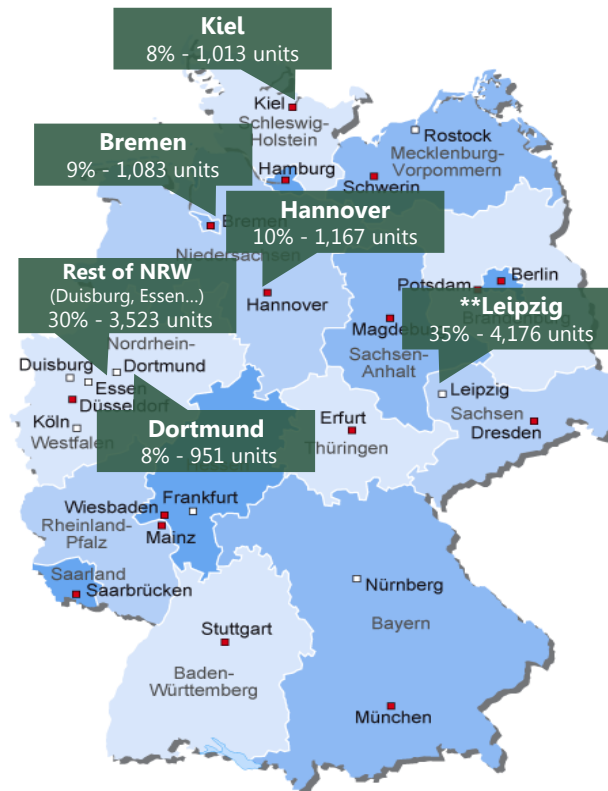 Kiel
8% - 1,013 units
Kiel
Schleswig-
Holstein
Rostock
Mecklenburg-
Vorpommern
Bremen
9% - 1,083 units
Hamburg
Schwerin
Bremen
Niedersachsen
Hannover
10% - 1,167 units
Hannover
Rest of NRW
(Duisburg, Essen...)
30% - 3,523 units
Potsdam
Berlin
**Leipzig
35% - 4,176 units
Magdebu
Sachsen-
Anhalt
Nordrhein-
Duisburg
Dortmund
Essen
Düsseldorf
Köln
Westfalen
Leipzig
Sachsen
Dresden
Erfurt
Thüringen
Dortmund
8% - 951 units
Frankfurt
Wiesbaden
Rheinland-
Pfalz
Mainz
Saarland
Saarbrücken
Nürnberg
Bayern
Stuttgart
Baden-
Württemberg
München